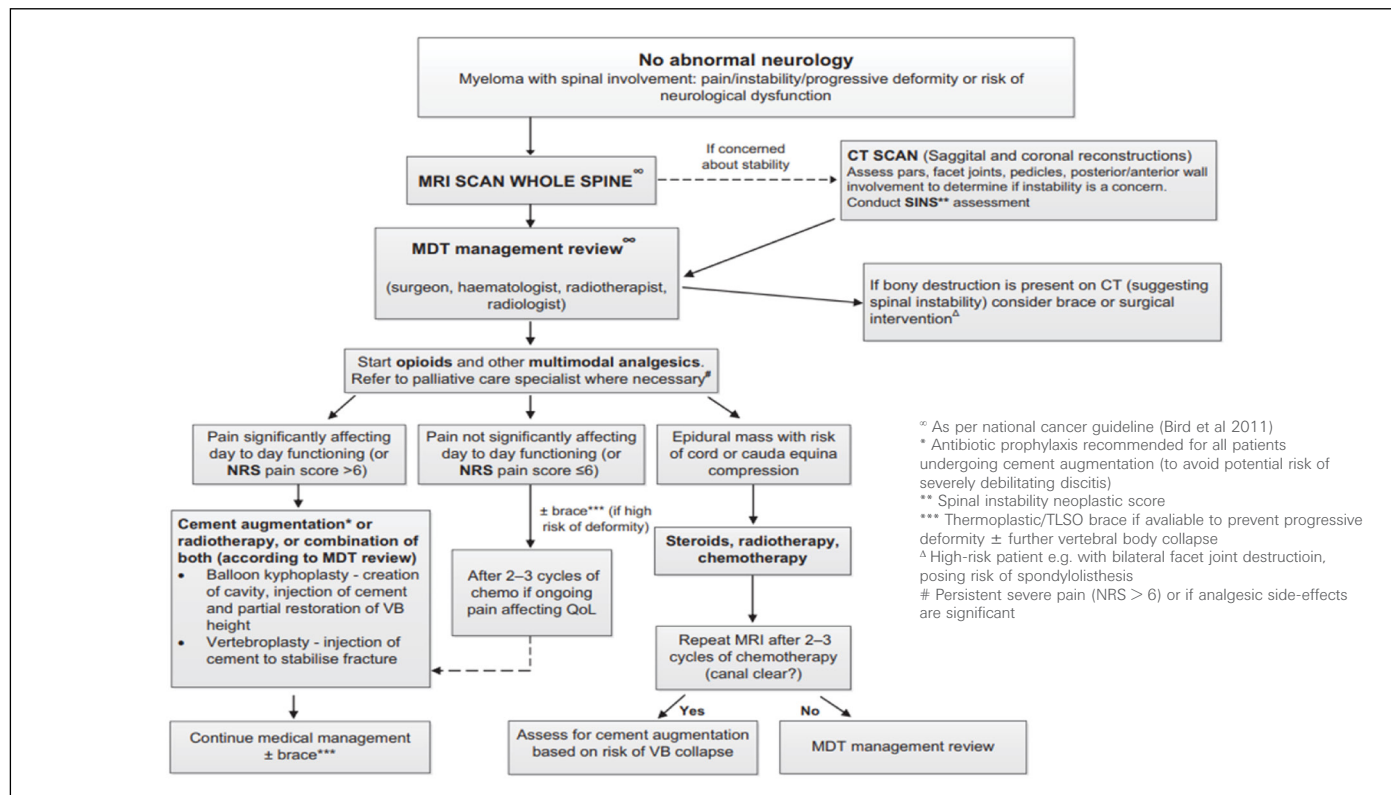 No abnormal neurology
Myeloma with spinal involvement: pain/instability/progressive deformity or risk of
neurological dysfunction
If concerned
about stability
MRI SCAN WHOLE SPINE∞
CT SCAN (Saggital and coronal reconstructions)
Assess pars, facet joints, pedicles, posterior/anterior wall
involvement to determine if instability is a concern.
Conduct SINS** assessment
MDT management review∞
(surgeon, haematologist, radiotherapist,
radiologist)
If bony destruction is present on CT (suggesting
spinal instability) consider brace or surgical
interventionΔ
Start opioids and other multimodal analgesics.
Refer to palliative care specialist where necessary#
Pain significantly affecting
day to day functioning (or
NRS pain score >6)
Pain not significantly affecting
day to day functioning (or
NRS pain score ≤6)
Epidural mass with risk
of cord or cauda equina
compression
± brace*** (if high
risk of deformity)
Cement augmentation* or
radiotherapy, or combination of
both (according to MDT review)
• Balloon kyphoplasty - creation
of cavity, injection of cement
and partial restoration of VB
height
• Vertebroplasty - injection of
cement to stabilise fracture
After 2–3 cycles of
chemo if ongoing
pain affecting QoL
Steroids, radiotherapy,
chemotherapy
Repeat MRI after 2–3
cycles of chemotherapy
(canal clear?)
Yes
No
Continue medical management
± brace***
Assess for cement augmentation
based on risk of VB collapse
MDT management review
∞ As per national cancer guideline (Bird et al 2011)
* Antibiotic prophylaxis recommended for all patients
undergoing cement augmentation (to avoid potential risk of
severely debilitating discitis)
** Spinal instability neoplastic score
*** Thermoplastic/TLSO brace if avaliable to prevent progressive
deformity ± further vertebral body collapse
Δ High-risk patient e.g. with bilateral facet joint destructioin,
posing risk of spondylolisthesis
# Persistent severe pain (NRS > 6) or if analgesic side-effects
are significant